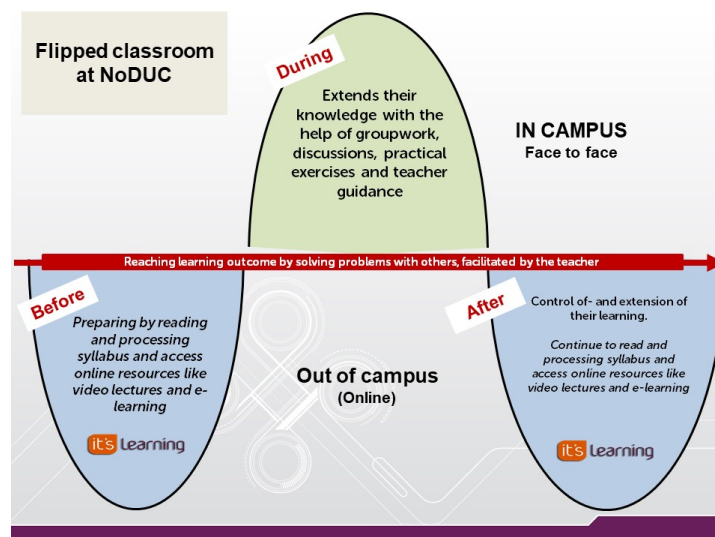 Flipped classroom
at NoDUC
During
Extends their
knowledge with the
help of groupwork,
discussions, practical
exercises and teacher
guidance
IN CAMPUS
Face to face
Reaching learning outcome by solving problems with others, facilitated by the teacher
Before
Preparing by reading
and processing
syllabus and access
online resources like
video lectures and e-
learning
it's Learning
Out of campus
(Online)
After
Control of- and extension of
their learning.
Continue to read and
processing syllabus and
access online resources like
video lectures and e-learning
it's Learning